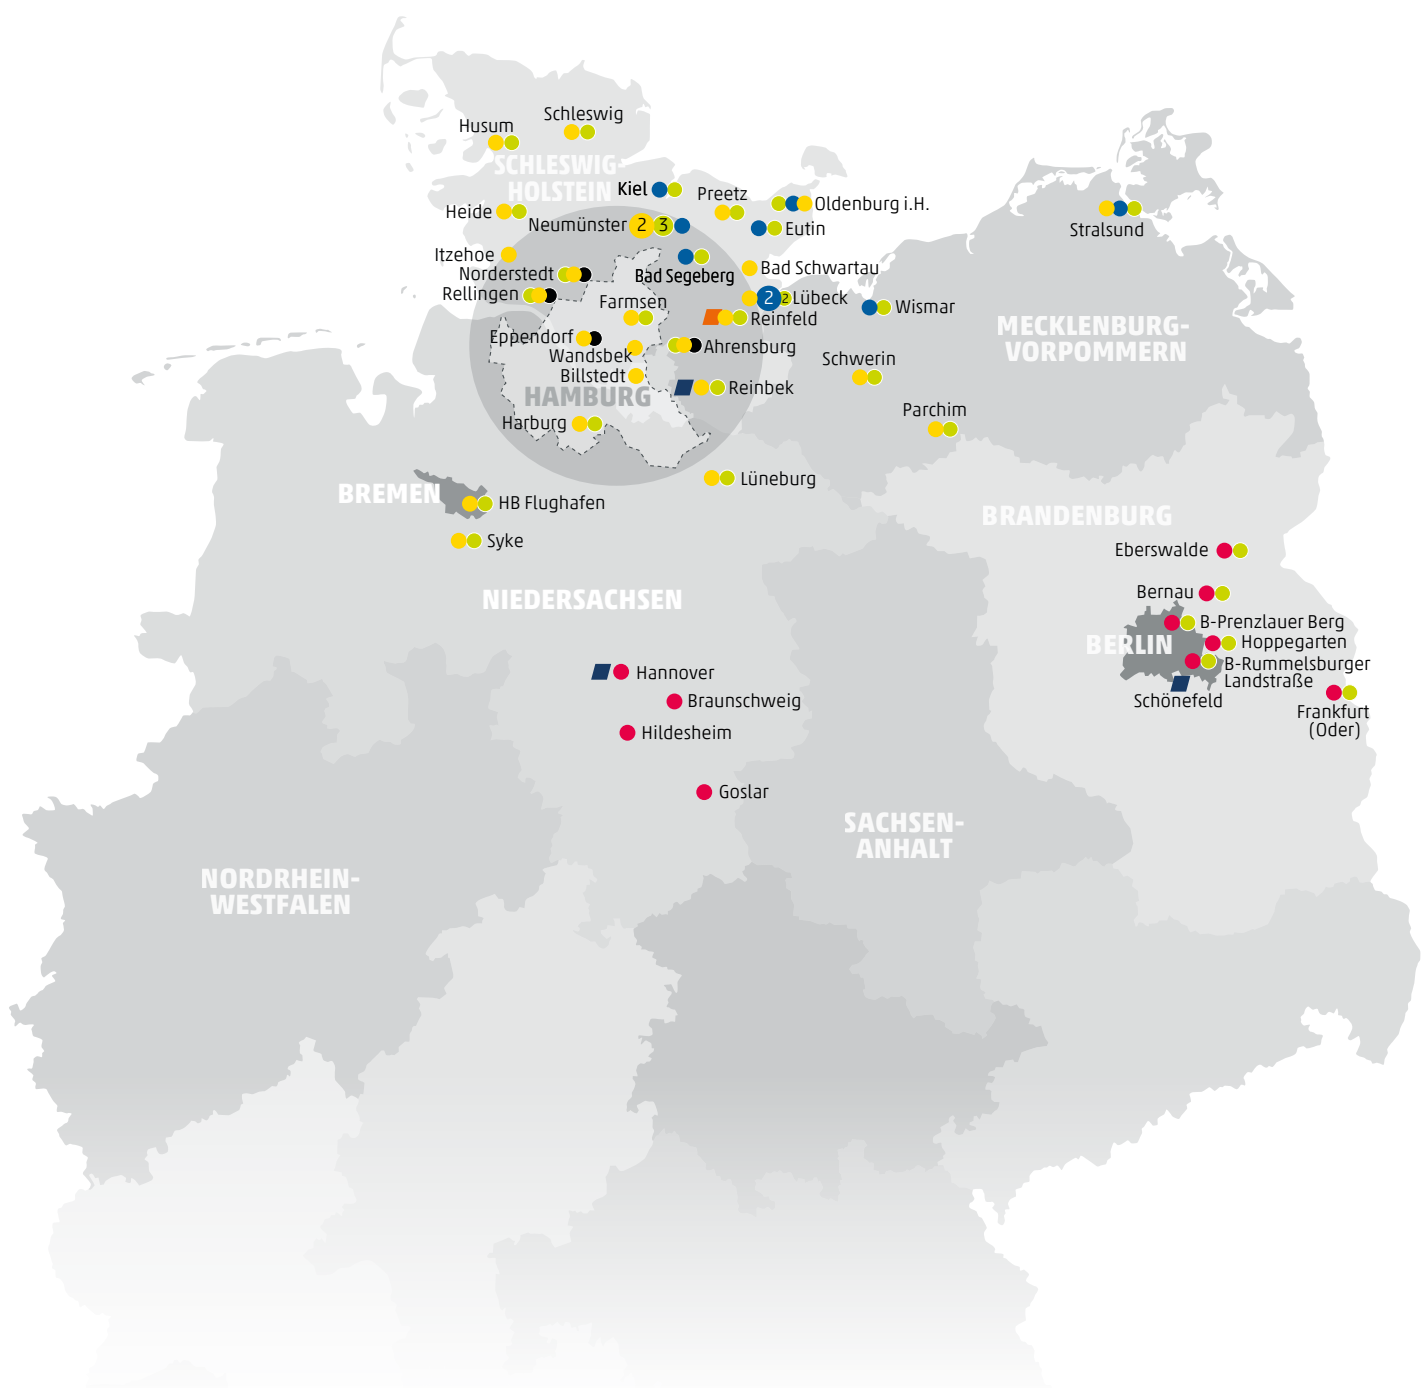 Schleswig
Husum
SCHLESWIG-
HOLSTEIN
Kiel
Preetz
Oldenburg i.H.
Heide
Neumünster
2
3
Eutin
Stralsund
Itzehoe
Bad Segeberg
Bad Schwartau
Norderstedt
Rellingen
Farmsen
2
2
Lübeck
Wismar
Reinfeld
MECKLENBURG-
VORPOMMERN
Eppendorf
Wandsbek
Ahrensburg
Schwerin
Billstedt
Reinbek
HAMBURG
Parchim
Harburg
Lüneburg
BREMEN
HB Flughafen
BRANDENBURG
Syke
Eberswalde
Bernau
NIEDERSACHSEN
B-Prenzlauer Berg
BERLIN
Hoppegarten
B-Rummelsburger
Landstraße
Hannover
Schönefeld
Braunschweig
Frankfurt
(Oder)
Hildesheim
Goslar
SACHSEN-
ANHALT
NORDRHEIN-
WESTFALEN